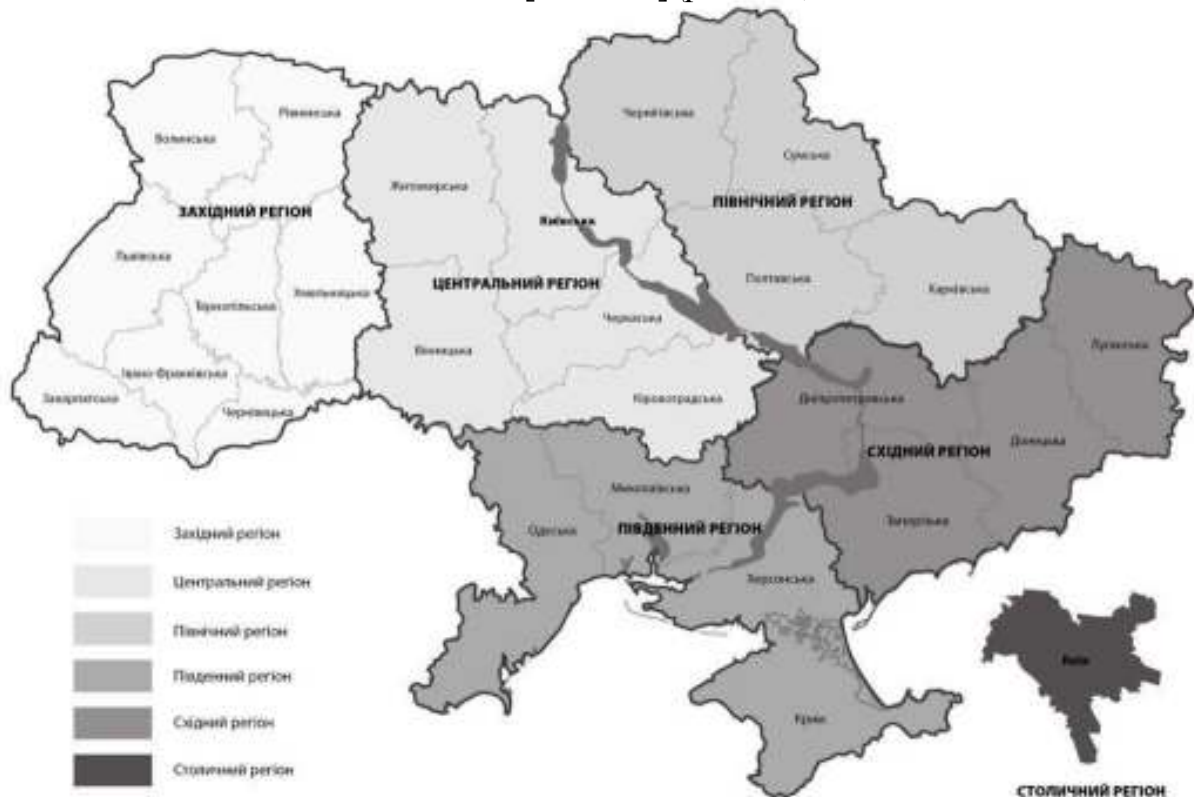 Волинська
Рівненська
ЗАХІДНИЙ РЕГІОН
Львівська
Тернопільська
Хмельницька
Івано-Франківська
Закарпатська
Чернівецька
Житомирська
Київська
ЦЕНТРАЛЬНИЙ РЕГІОН
Черкаська
Вінницька
Кіровоградська
Чернігівська
Сумська
ПІВНІЧНИЙ РЕГІОН
Полтавська
Харківська
Луганська
Дніпропетровська
СХІДНИЙ РЕГІОН
Донецька
Запорізька
Миколаївська
Одеська
ПІВДЕННИЙ РЕГІОН
Херсонська
Крим
Західний регіон
Центральний регіон
Північний регіон
Південний регіон
Східний регіон
Столичний регіон
Київ
СТОЛИЧНИЙ РЕГІОН